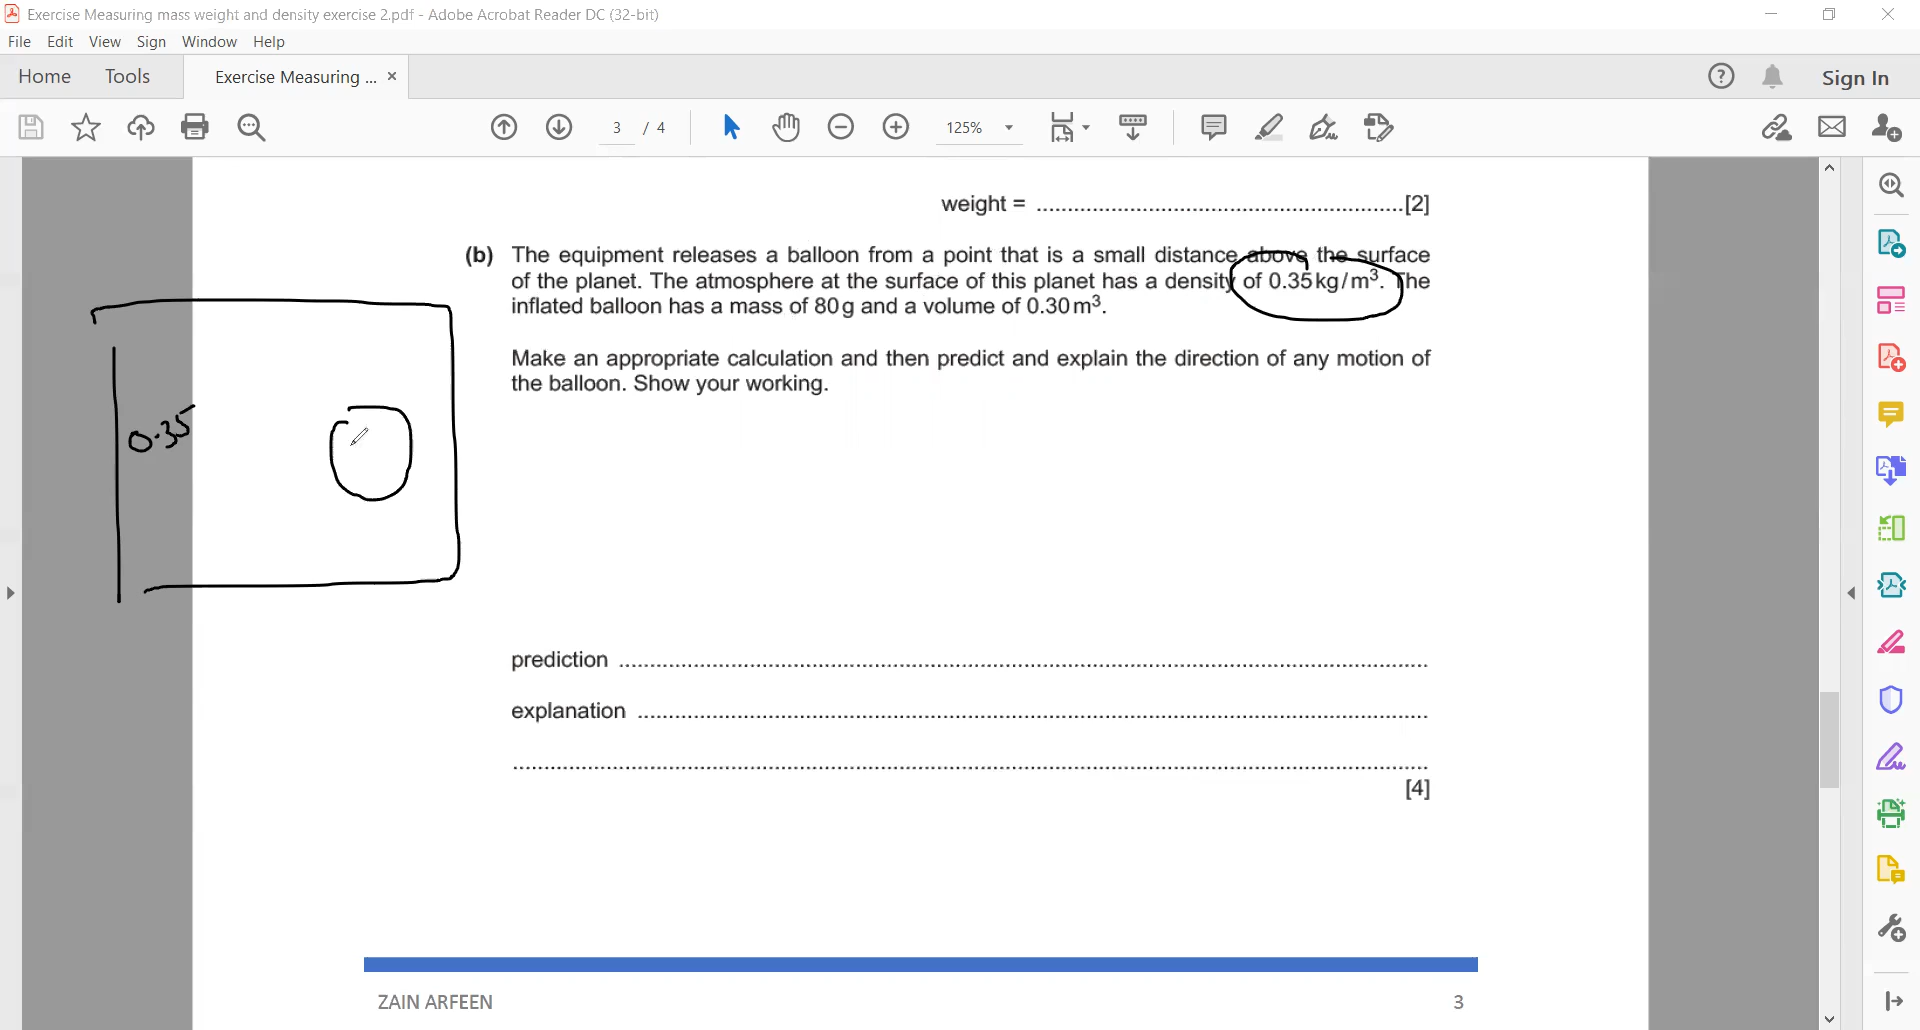 Exercise Measuring mass weight and density exercise 2.pdf - Adobe Acrobat Reader DC (32-bit)
File Edit View Sign Window Help
Home Tools Exercise Measuring ... × Sign In
3 / 4 125%
weight = ........................................................[2]
(b) The equipment releases a balloon from a point that is a small distance above the surface
of the planet. The atmosphere at the surface of this planet has a density of 0.35 kg/m³. The
inflated balloon has a mass of 80 g and a volume of 0.30 m³.
Make an appropriate calculation and then predict and explain the direction of any motion of
the balloon. Show your working.
0.35
prediction ........................................................
explanation ........................................................
........................................................
[4]
ZAIN ARFEEN 3